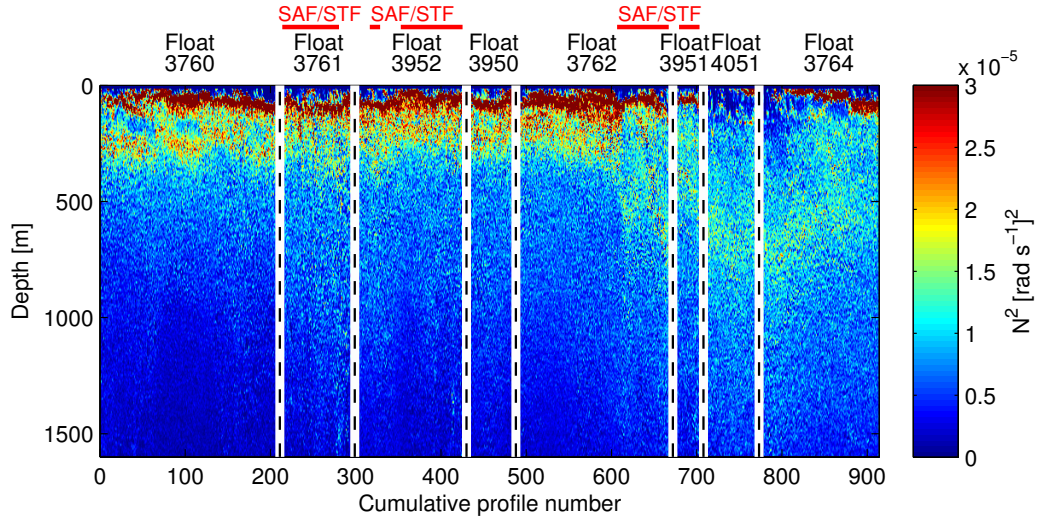 SAF/STF SAF/STF SAF/STF
Float Float Float Float Float Float Float Float
3760 3761 3952 3950 3762 3951 4051 3764
x 10⁻⁵
0
500
1000
1500
Depth [m]
0 100 200 300 400 500 600 700 800 900
Cumulative profile number
3
2.5
2
1.5
1
0.5
0
N² [rad s⁻¹]²